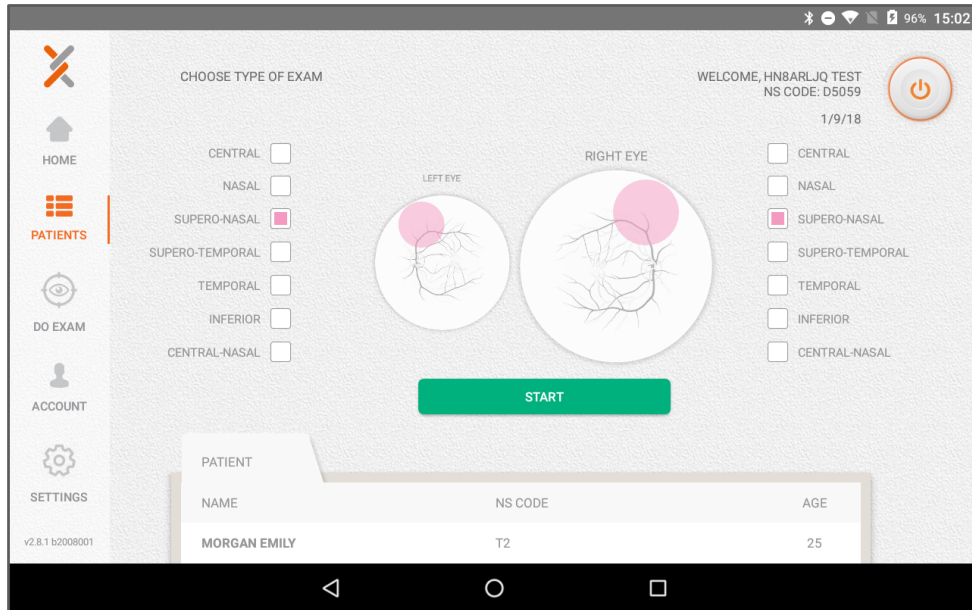 96% 15:02
CHOOSE TYPE OF EXAM
WELCOME, HN8ARLJQ TEST
NS CODE: D5059
1/9/18
HOME
PATIENTS
DO EXAM
ACCOUNT
SETTINGS
v2.8.1 b2008001
CENTRAL
NASAL
SUPERO-NASAL
SUPERO-TEMPORAL
TEMPORAL
INFERIOR
CENTRAL-NASAL
LEFT EYE
RIGHT EYE
CENTRAL
NASAL
SUPERO-NASAL
SUPERO-TEMPORAL
TEMPORAL
INFERIOR
CENTRAL-NASAL
START
PATIENT
NAME NS CODE AGE
MORGAN EMILY T2 25